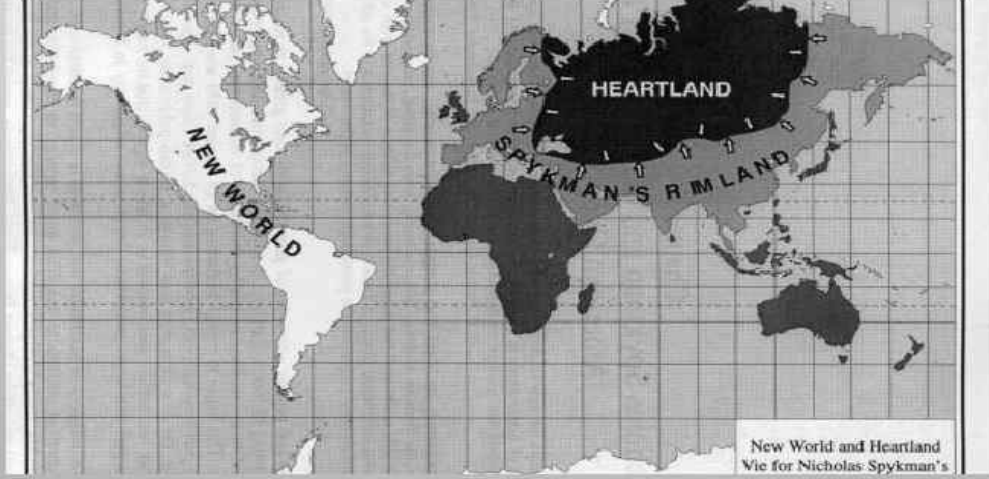 HEARTLAND
NEW WORLD
SPYKMAN'S RIMLAND
New World and Heartland
Vie for Nicholas Spykman's